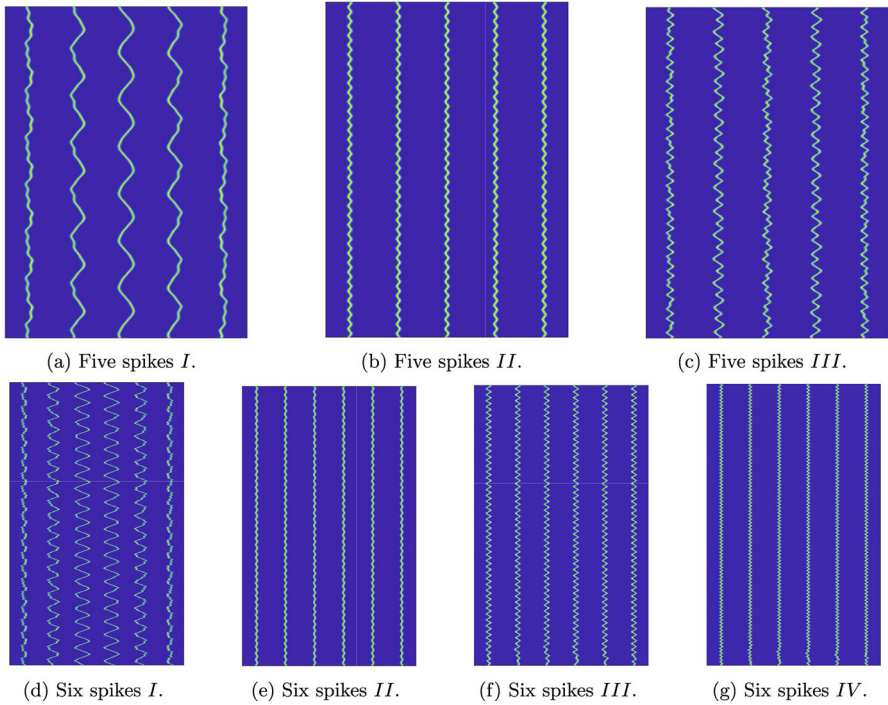 (a) Five spikes I.
(b) Five spikes II.
(c) Five spikes III.
(d) Six spikes I.
(e) Six spikes II.
(f) Six spikes III.
(g) Six spikes IV.